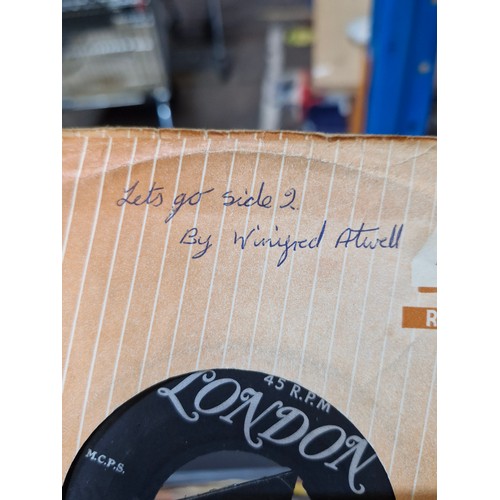 Lets go side 2.
By Winifred Atwell
R
45 R.P.M
LONDON
M.C.P.S.